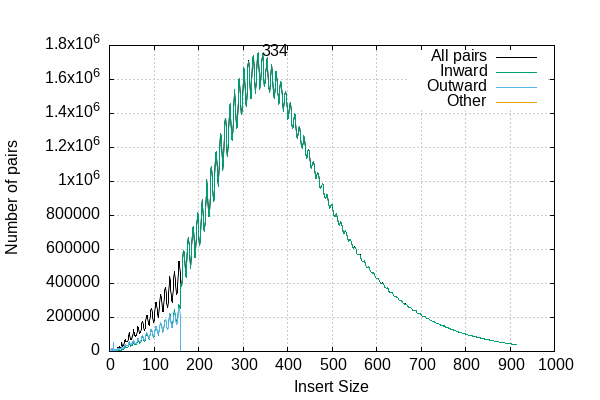 334
All pairs
Inward
Outward
Other
1.8x10⁶
1.6x10⁶
1.4x10⁶
1.2x10⁶
1x10⁶
800000
600000
400000
200000
0
Number of pairs
0 100 200 300 400 500 600 700 800 900 1000
Insert Size